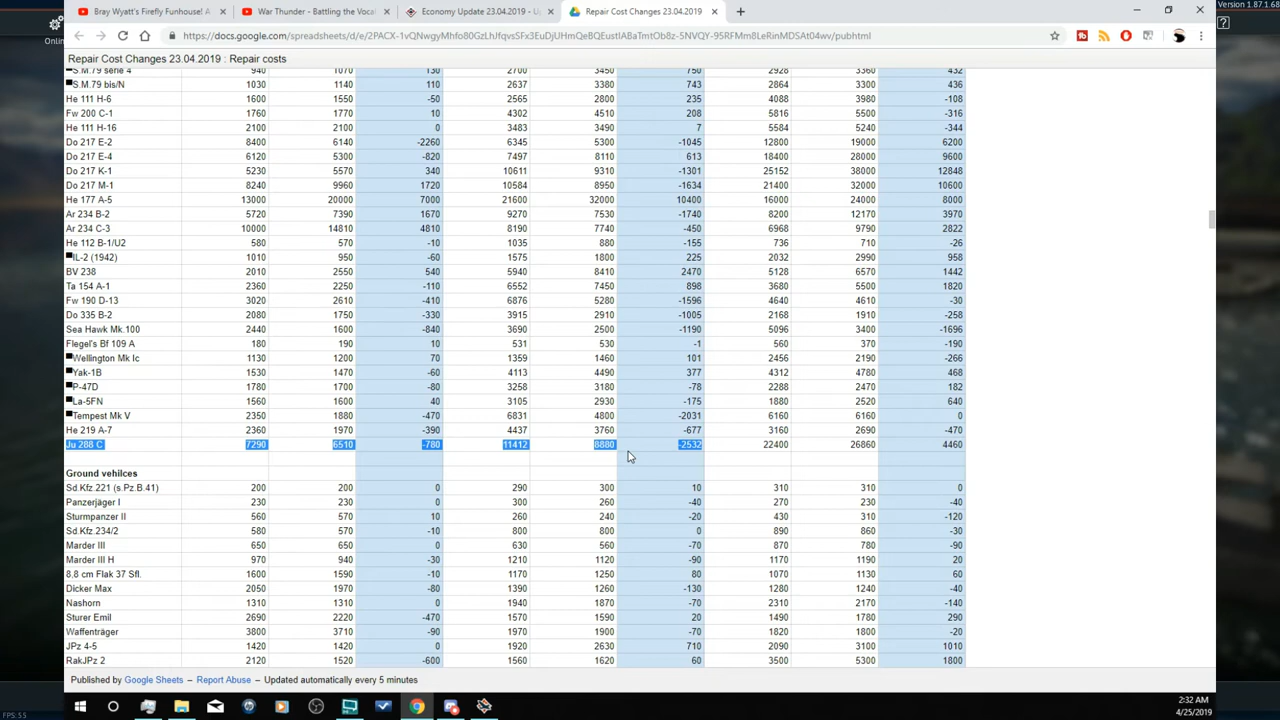 Version 1.87.1.68
Bray Wyatt's Firefly Funhouse! A
War Thunder - Battling the Vocal
Economy Update 23.04.2019 - U
Repair Cost Changes 23.04.2019
https://docs.google.com/spreadsheets/d/e/2PACX-1vQNwgyMhfo80GzLhifqvsSFx3EuDjUHmQeBQEustIABaTmtOb8z-5NVQY-95RFMm8LeRinMDSAt04wv/pubhtml
Repair Cost Changes 23.04.2019 : Repair costs
S.M.79 serie 4 940 1070 130 2700 3450 750 2928 3360 432
S.M.79 bis/N 1030 1140 110 2637 3380 743 2864 3300 436
He 111 H-6 1600 1550 -50 2565 2800 235 4088 3980 -108
Fw 200 C-1 1760 1770 10 4302 4510 208 5816 5500 -316
He 111 H-16 2100 2100 0 3483 3490 7 5584 5240 -344
Do 217 E-2 8400 6140 -2260 6345 5300 -1045 12800 19000 6200
Do 217 E-4 6120 5300 -820 7497 8110 613 18400 28000 9600
Do 217 K-1 5230 5570 340 10611 9310 -1301 25152 38000 12848
Do 217 M-1 8240 9960 1720 10584 8950 -1634 21400 32000 10600
He 177 A-5 13000 20000 7000 21600 32000 10400 16000 24000 8000
Ar 234 B-2 5720 7390 1670 9270 7530 -1740 8200 12170 3970
Ar 234 C-3 10000 14810 4810 8190 7740 -450 6968 9790 2822
He 112 B-1/U2 580 570 -10 1035 880 -155 736 710 -26
IL-2 (1942) 1010 950 -60 1575 1800 225 2032 2990 958
BV 238 2010 2550 540 5940 8410 2470 5128 6570 1442
Ta 154 A-1 2360 2250 -110 6552 7450 898 3680 5500 1820
Fw 190 D-13 3020 2610 -410 6876 5280 -1596 4640 4610 -30
Do 335 B-2 2080 1750 -330 3915 2910 -1005 2168 1910 -258
Sea Hawk Mk.100 2440 1600 -840 3690 2500 -1190 5096 3400 -1696
Flegel's Bf 109 A 180 190 10 531 530 -1 560 370 -190
Wellington Mk Ic 1130 1200 70 1359 1460 101 2456 2190 -266
Yak-1B 1530 1470 -60 4113 4490 377 4312 4780 468
P-47D 1780 1700 -80 3258 3180 -78 2288 2470 182
La-5FN 1560 1600 40 3105 2930 -175 1880 2520 640
Tempest Mk V 2350 1880 -470 6831 4800 -2031 6160 6160 0
He 219 A-7 2360 1970 -390 4437 3760 -677 3160 2690 -470
Ju 288 C 7290 6510 -780 11412 8880 -2532 22400 26860 4460
Ground vehilces
Sd.Kfz.221 (s.Pz.B.41) 200 200 0 290 300 10 310 310 0
Panzerjäger I 230 230 0 300 260 -40 270 230 -40
Sturmpanzer II 560 570 10 260 240 -20 430 310 -120
Sd.Kfz.234/2 580 570 -10 800 800 0 890 860 -30
Marder III 650 650 0 630 560 -70 870 780 -90
Marder III H 970 940 -30 1210 1120 -90 1170 1190 20
8,8 cm Flak 37 Sfl. 1600 1590 -10 1170 1250 80 1070 1130 60
Dicker Max 2050 1970 -80 1390 1260 -130 1280 1240 -40
Nashorn 1310 1310 0 1940 1870 -70 2310 2170 -140
Sturer Emil 2690 2220 -470 1570 1590 20 1490 1780 290
Waffenträger 3800 3710 -90 1970 1900 -70 1820 1800 -20
JPz 4-5 1420 1420 0 1920 2630 710 2090 3100 1010
RakJPz 2 2120 1520 -600 1560 1620 60 3500 5300 1800
Published by Google Sheets – Report Abuse – Updated automatically every 5 minutes
2:32 AM
4/25/2019
FPS: 55